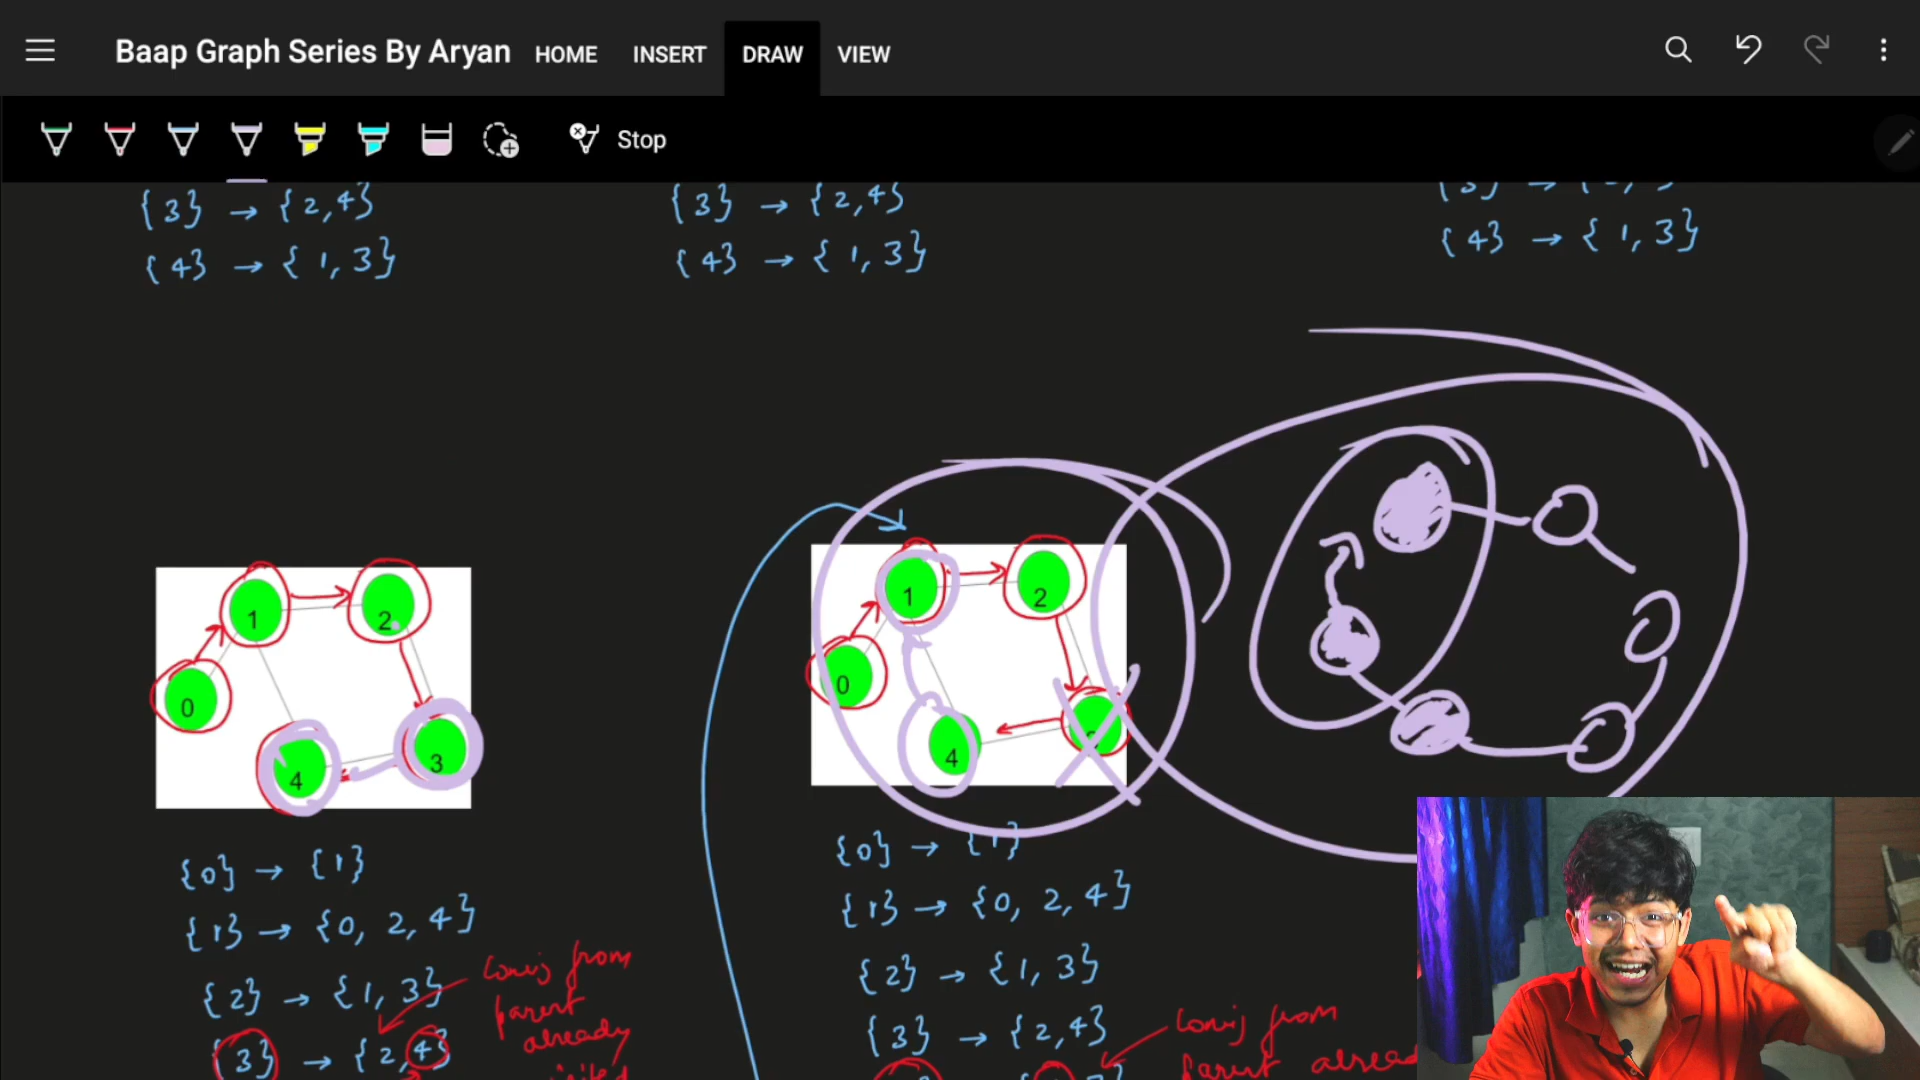 Baap Graph Series By Aryan HOME INSERT DRAW VIEW
Stop
{3} → {2,4}
{4} → {1,3}
{3} → {2,4}
{4} → {1,3}
{4} → {1,3}
1
2
0
3
4
{0} → {1}
{1} → {0, 2, 4}
{2} → {1, 3}
{3} → {2,4}
from
parent
already
1
2
0
4
{0} → {1}
{1} → {0, 2, 4}
{2} → {1, 3}
{3} → {2,4}
from
parent